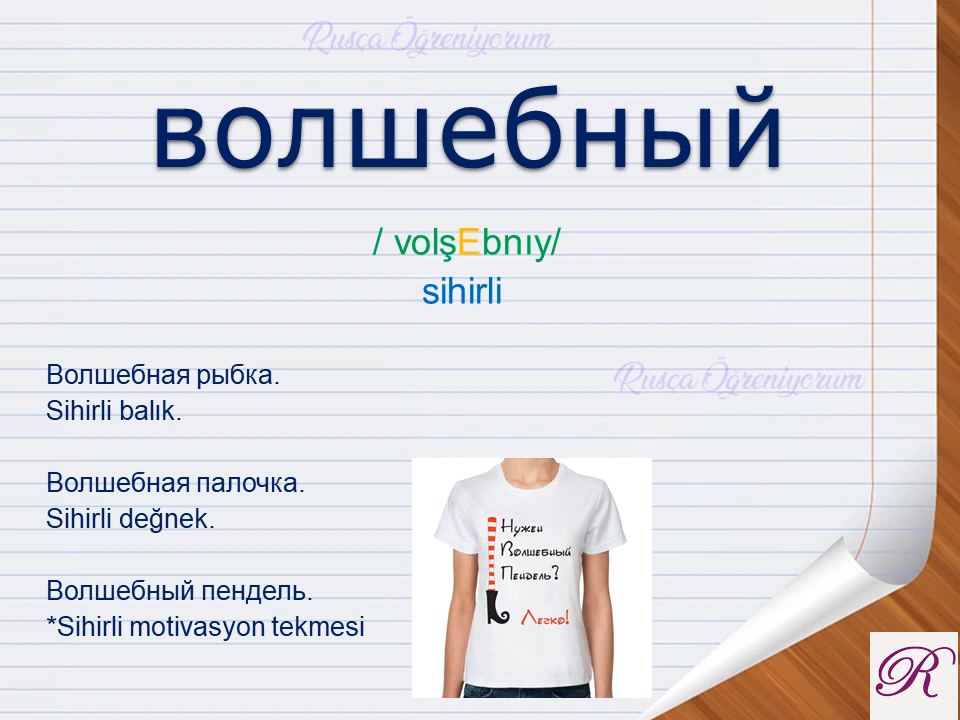 Rusça Öğreniyorum
волшебный
/ volşEbnıy/
sihirli
Волшебная рыбка.
Sihirli balık.
Rusça Öğreniyorum
Волшебная палочка.
Sihirli değnek.
Волшебный пендель.
*Sihirli motivasyon tekmesi
Нужен
Волшебный
Пендель?
Легко!
R